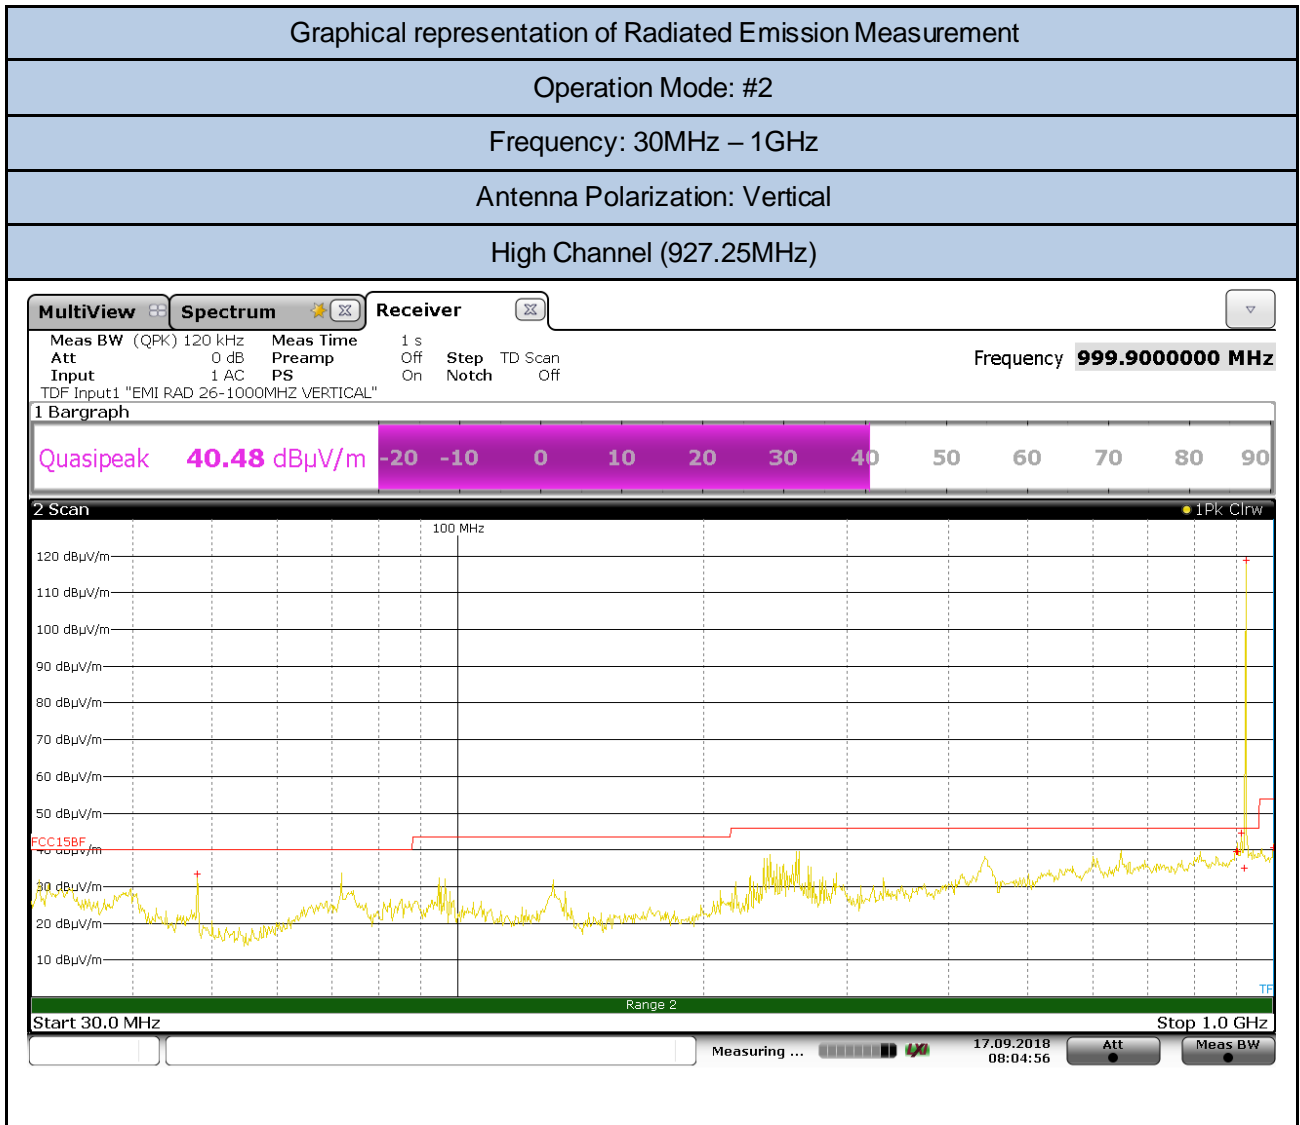 Graphical representation of Radiated Emission Measurement
Operation Mode: #2
Frequency: 30MHz – 1GHz
Antenna Polarization: Vertical
High Channel (927.25MHz)
MultiView Spectrum Receiver
Meas BW (QPK) 120 kHz Meas Time 1 s
Att 0 dB Preamp Off Step TD Scan
Input 1 AC PS On Notch Off
TDF Input1 "EMI RAD 26-1000MHZ VERTICAL"
Frequency 999.9000000 MHz
1 Bargraph
Quasipeak 40.48 dBµV/m -20 -10 0 10 20 30 40 50 60 70 80 90
2 Scan 1Pk Clrw
100 MHz
120 dBµV/m
110 dBµV/m
100 dBµV/m
90 dBµV/m
80 dBµV/m
70 dBµV/m
60 dBµV/m
50 dBµV/m
FCC15BF
40 dBµV/m
30 dBµV/m
20 dBµV/m
10 dBµV/m
TF
Range 2
Start 30.0 MHz Stop 1.0 GHz
Measuring ... LXI 17.09.2018 Att Meas BW
08:04:56